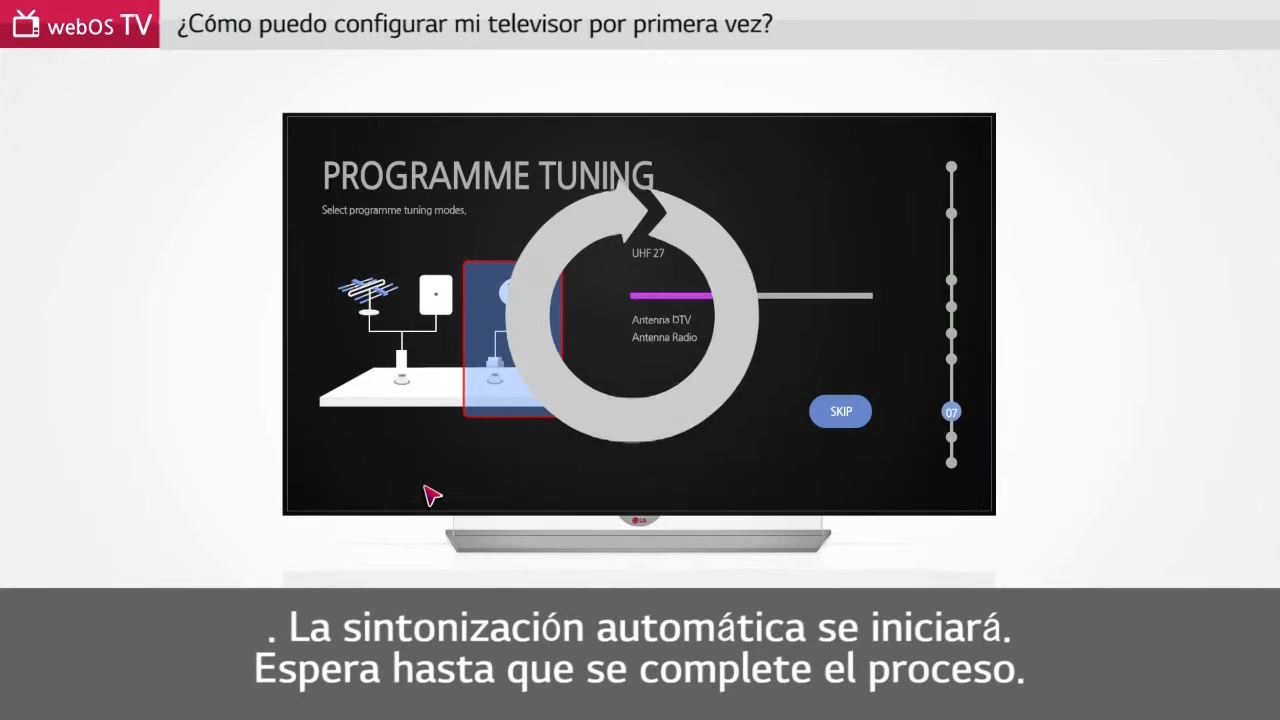 webOS TV
¿Cómo puedo configurar mi televisor por primera vez?
PROGRAMME TUNING
Select programme tuning modes.
UHF 27
Antenna DTV
Antenna Radio
SKIP
07
LG
. La sintonización automática se iniciará.
Espera hasta que se complete el proceso.